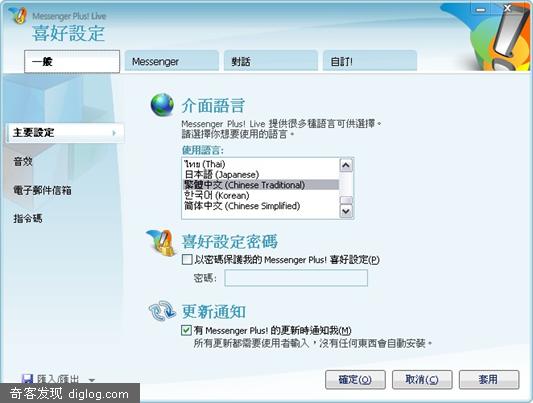 Messenger Plus! Live
喜好設定
一般
Messenger
對話
自訂!
主要設定
音效
電子郵件信箱
指令碼
介面語言
Messenger Plus! Live 提供很多種語言可供選擇。
請選擇你想要使用的語言。
使用語言:
ไทย (Thai)
日本語 (Japanese)
繁體中文 (Chinese Traditional)
한국어 (Korean)
简体中文 (Chinese Simplified)
喜好設定密碼
以密碼保護我的 Messenger Plus! 喜好設定(P)
密碼:
更新通知
有 Messenger Plus! 的更新時通知我(M)
所有更新都需要使用者輸入，沒有任何東西會自動安裝。
匯入/匯出
確定(O)
取消(C)
套用
奇客发现 diglog.com